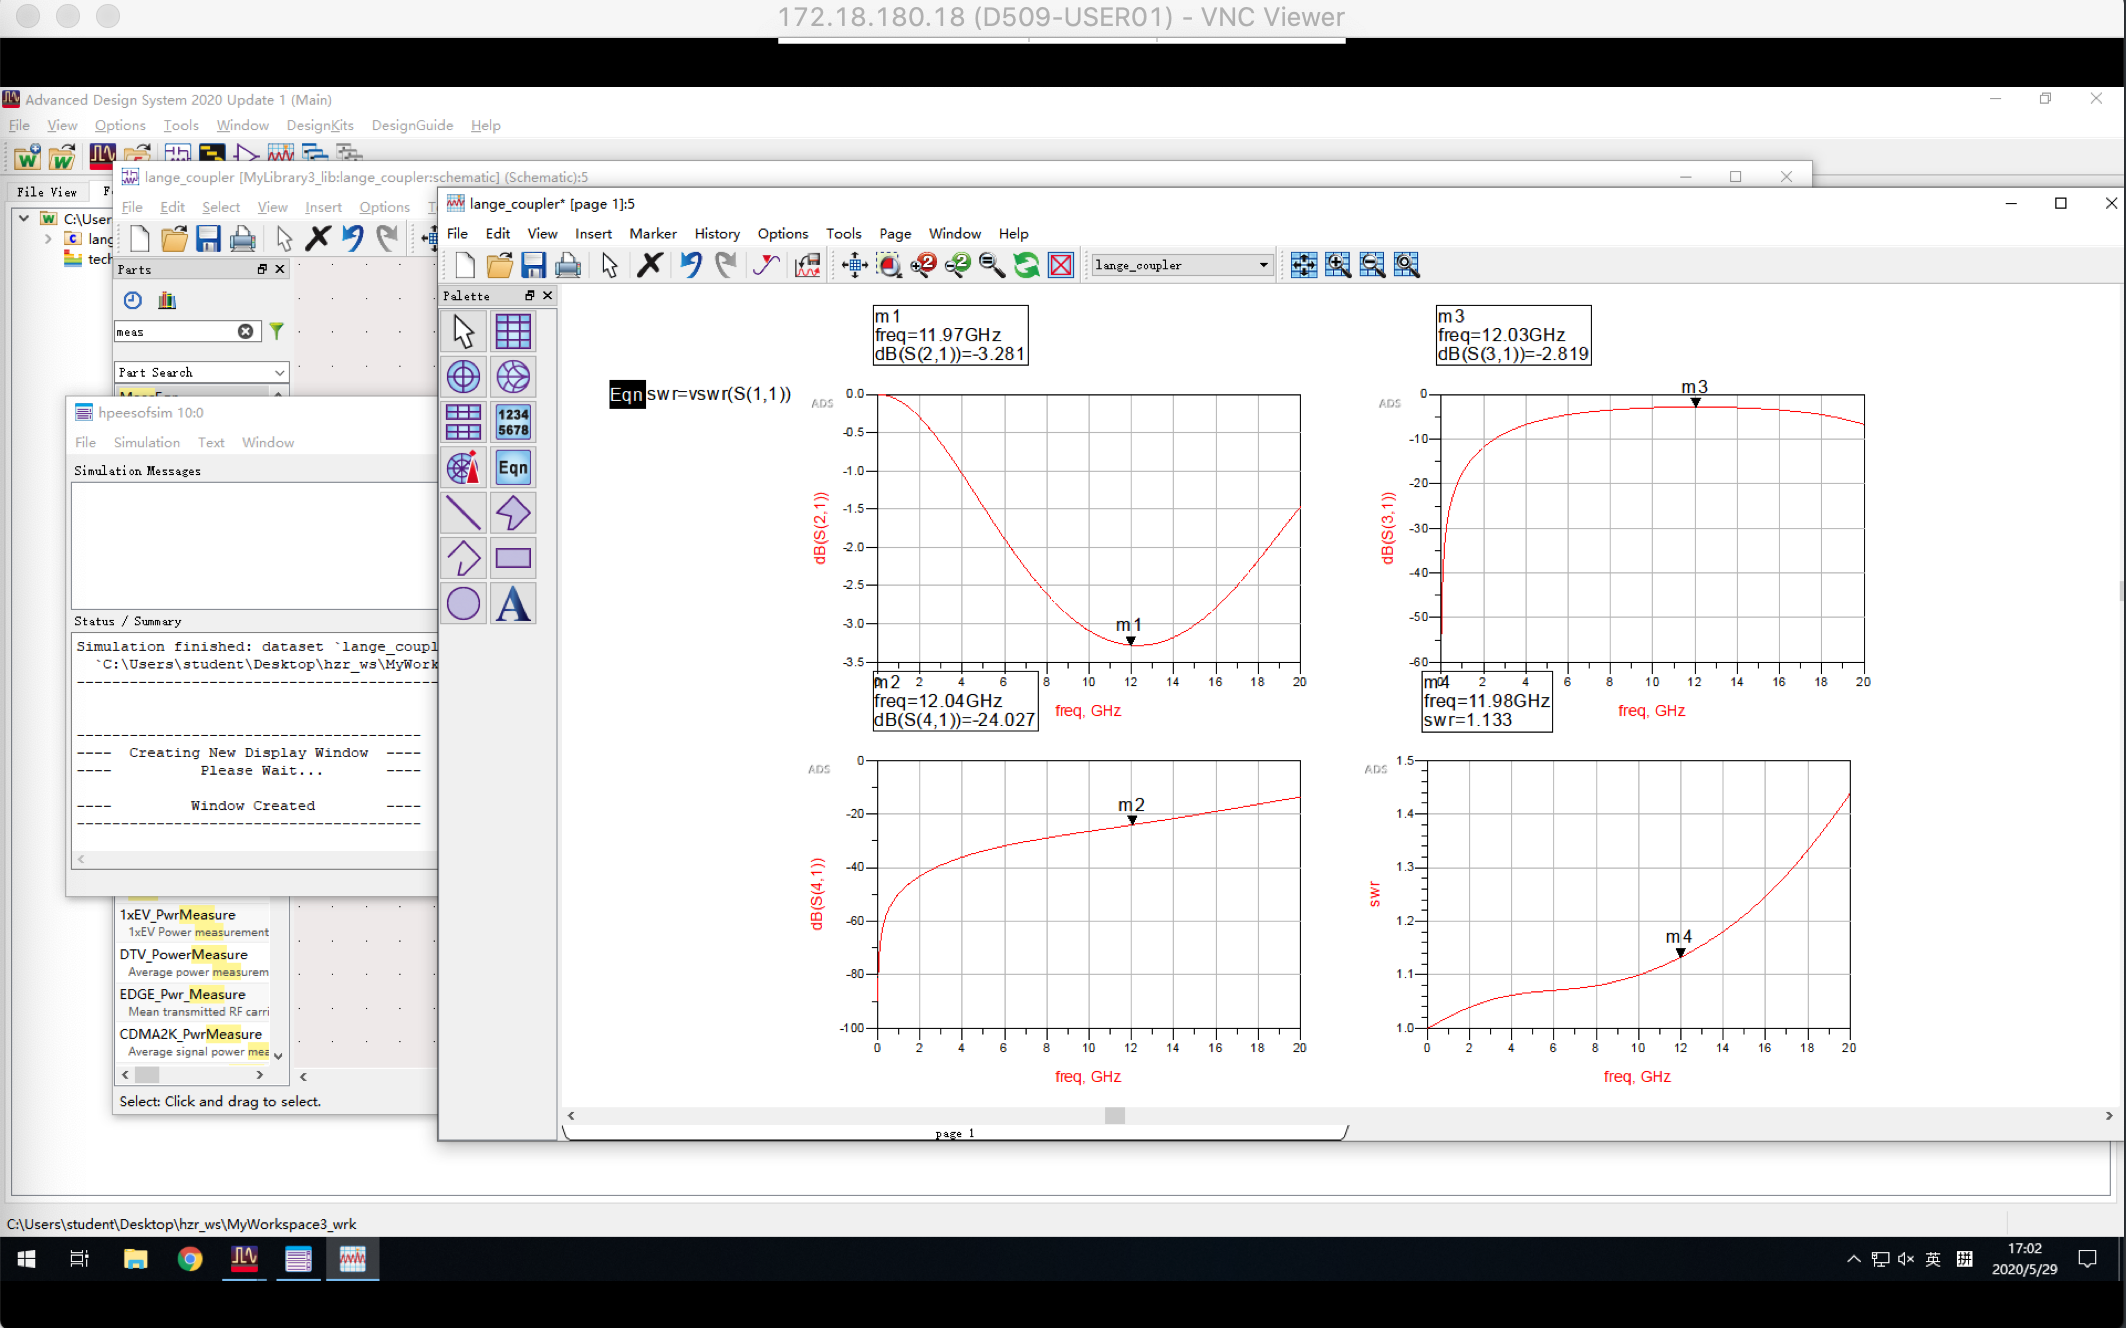 172.18.180.18 (D509-USER01) - VNC Viewer
Advanced Design System 2020 Update 1 (Main)
File View Options Tools Window DesignKits DesignGuide Help
lange_coupler [MyLibrary3_lib:lange_coupler:schematic] (Schematic):5
File View
C:\User
lang
tech
File Edit Select View Insert Options
Parts
meas
Part Search
lange_coupler* [page 1]:5
File Edit View Insert Marker History Options Tools Page Window Help
lange_coupler
Palette
1234
5678
Eqn
A
hpeesofsim 10:0
File Simulation Text Window
Simulation Messages
Status / Summary
Simulation finished: dataset `lange_coupl
`C:\Users\student\Desktop\hzr_ws\MyWork
-----------------------------------------
---------------------------------------
---- Creating New Display Window ----
---- Please Wait... ----
---- Window Created ----
---------------------------------------
1xEV_PwrMeasure
1xEV Power measurement
DTV_PowerMeasure
Average power measurem
EDGE_Pwr_Measure
Mean transmitted RF carri
CDMA2K_PwrMeasure
Average signal power mea
Select: Click and drag to select.
Eqn swr=vswr(S(1,1))
m1
freq=11.97GHz
dB(S(2,1))=-3.281
ADS
0.0
-0.5
-1.0
-1.5
-2.0
-2.5
-3.0
-3.5
dB(S(2,1))
m1
0 2 4 6 8 10 12 14 16 18 20
freq, GHz
m3
freq=12.03GHz
dB(S(3,1))=-2.819
ADS
m3
0
-10
-20
-30
-40
-50
-60
dB(S(3,1))
2 4 6 8 10 12 14 16 18 20
freq, GHz
m2
freq=12.04GHz
dB(S(4,1))=-24.027
ADS
m2
0
-20
-40
-60
-80
-100
dB(S(4,1))
0 2 4 6 8 10 12 14 16 18 20
freq, GHz
m4
freq=11.98GHz
swr=1.133
ADS
m4
1.5
1.4
1.3
1.2
1.1
1.0
swr
0 2 4 6 8 10 12 14 16 18 20
freq, GHz
page 1
C:\Users\student\Desktop\hzr_ws\MyWorkspace3_wrk
英 拼
17:02
2020/5/29